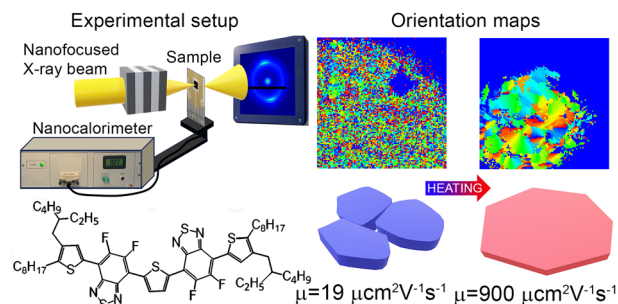 Experimental setup
Orientation maps
Nanofocused
X-ray beam
Sample
Nanocalorimeter
HEATING
C₄H₉
C₂H₅
C₈H₁₇
F
F
N
S
N
C₈H₁₇
S
S
S
S
N
S
N
F
F
C₂H₅
C₄H₉
μ=19 μcm²V⁻¹s⁻¹
μ=900 μcm²V⁻¹s⁻¹